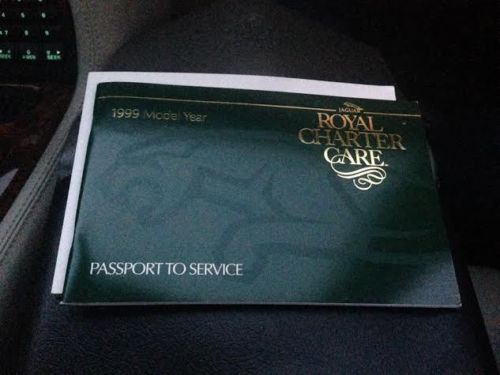 1999 Model Year
JAGUAR
ROYAL
CHARTER
CARE
PASSPORT TO SERVICE